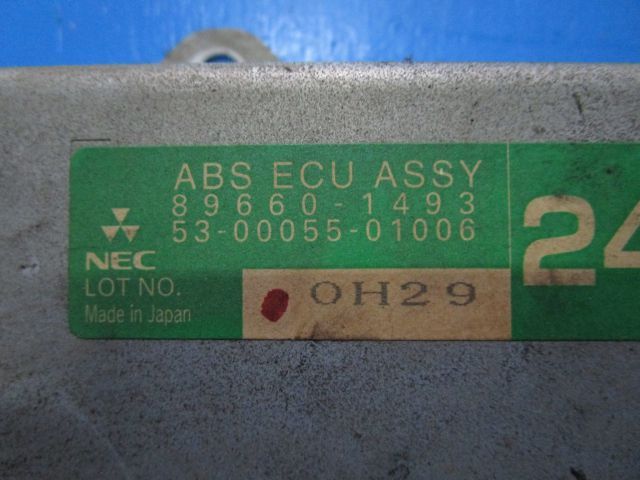 ABS ECU ASSY
89660-1493
53-00055-01006
24
NEC
LOT NO.
0H29
Made in Japan